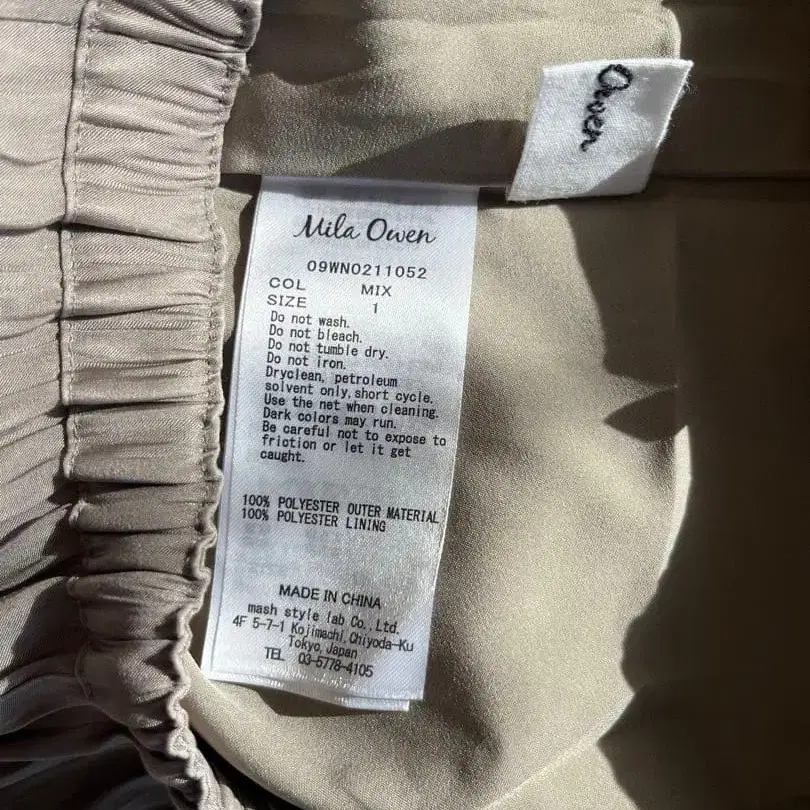 Owen
Mila Owen
09WN0211052
COL MIX
SIZE 1
Do not wash.
Do not bleach.
Do not tumble dry.
Do not iron.
Dryclean, petroleum
solvent only, short cycle.
Use the net when cleaning.
Dark colors may run.
Be careful not to expose to
friction or let it get
caught.
100% POLYESTER OUTER MATERIAL
100% POLYESTER LINING
MADE IN CHINA
mash style lab Co., Ltd.
4F 5-7-1 Kojimachi, Chiyoda-Ku
Tokyo, Japan
TEL 03-5778-4105